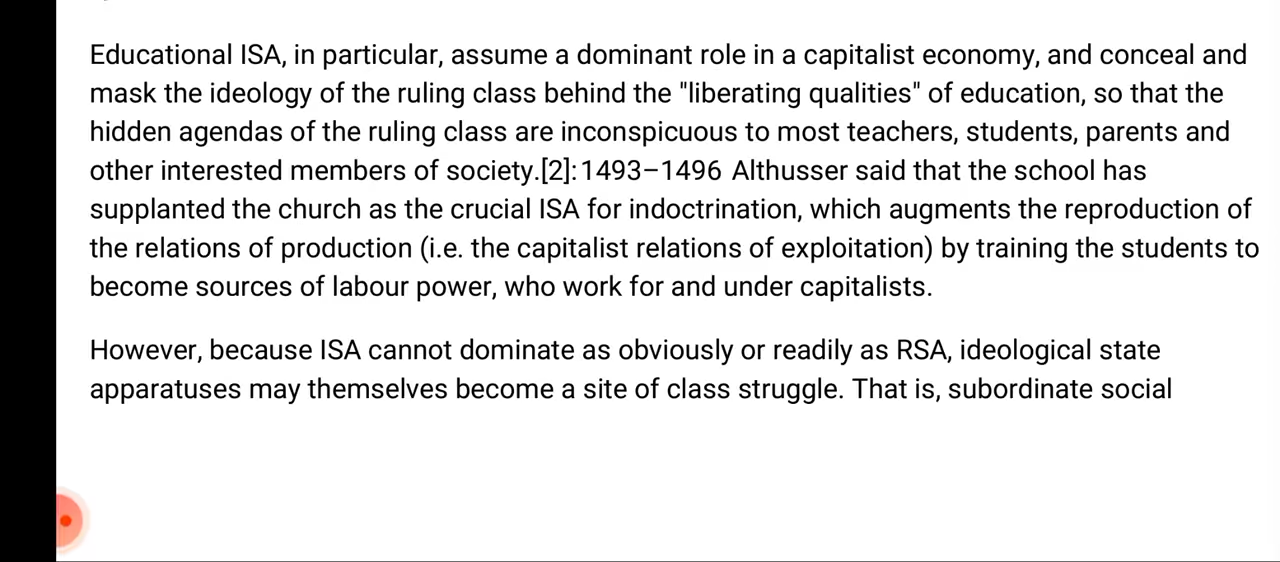 Educational ISA, in particular, assume a dominant role in a capitalist economy, and conceal and
mask the ideology of the ruling class behind the "liberating qualities" of education, so that the
hidden agendas of the ruling class are inconspicuous to most teachers, students, parents and
other interested members of society.[2]: 1493–1496 Althusser said that the school has
supplanted the church as the crucial ISA for indoctrination, which augments the reproduction of
the relations of production (i.e. the capitalist relations of exploitation) by training the students to
become sources of labour power, who work for and under capitalists.
However, because ISA cannot dominate as obviously or readily as RSA, ideological state
apparatuses may themselves become a site of class struggle. That is, subordinate social